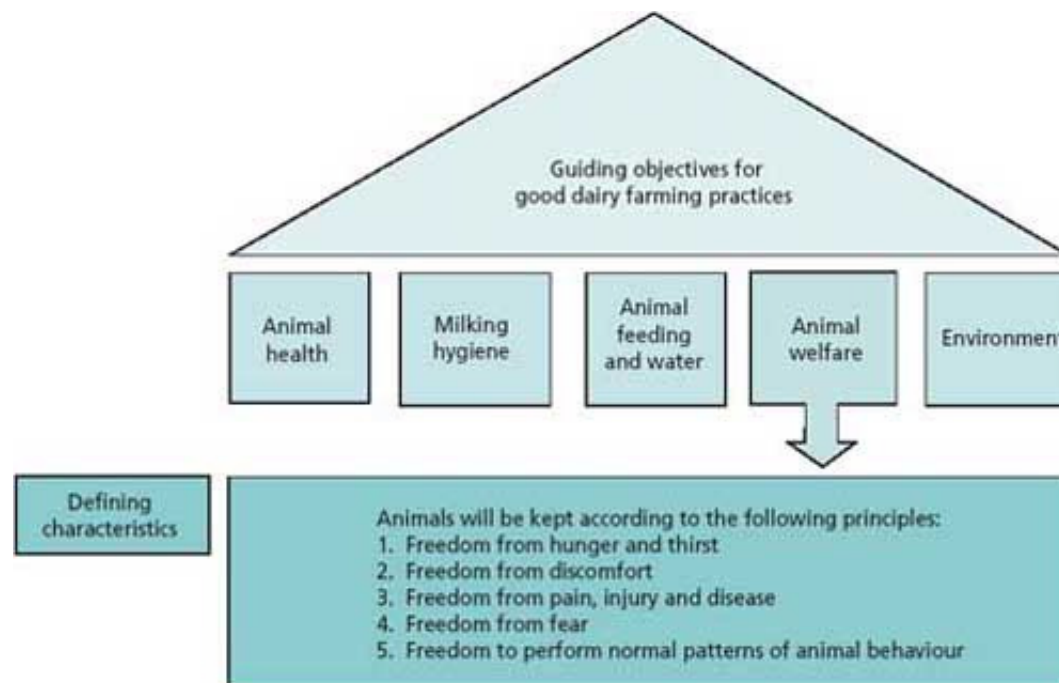 Guiding objectives for
good dairy farming practices
Animal
health
Milking
hygiene
Animal
feeding
and water
Animal
welfare
Environment
Defining
characteristics
Animals will be kept according to the following principles:
1. Freedom from hunger and thirst
2. Freedom from discomfort
3. Freedom from pain, injury and disease
4. Freedom from fear
5. Freedom to perform normal patterns of animal behaviour